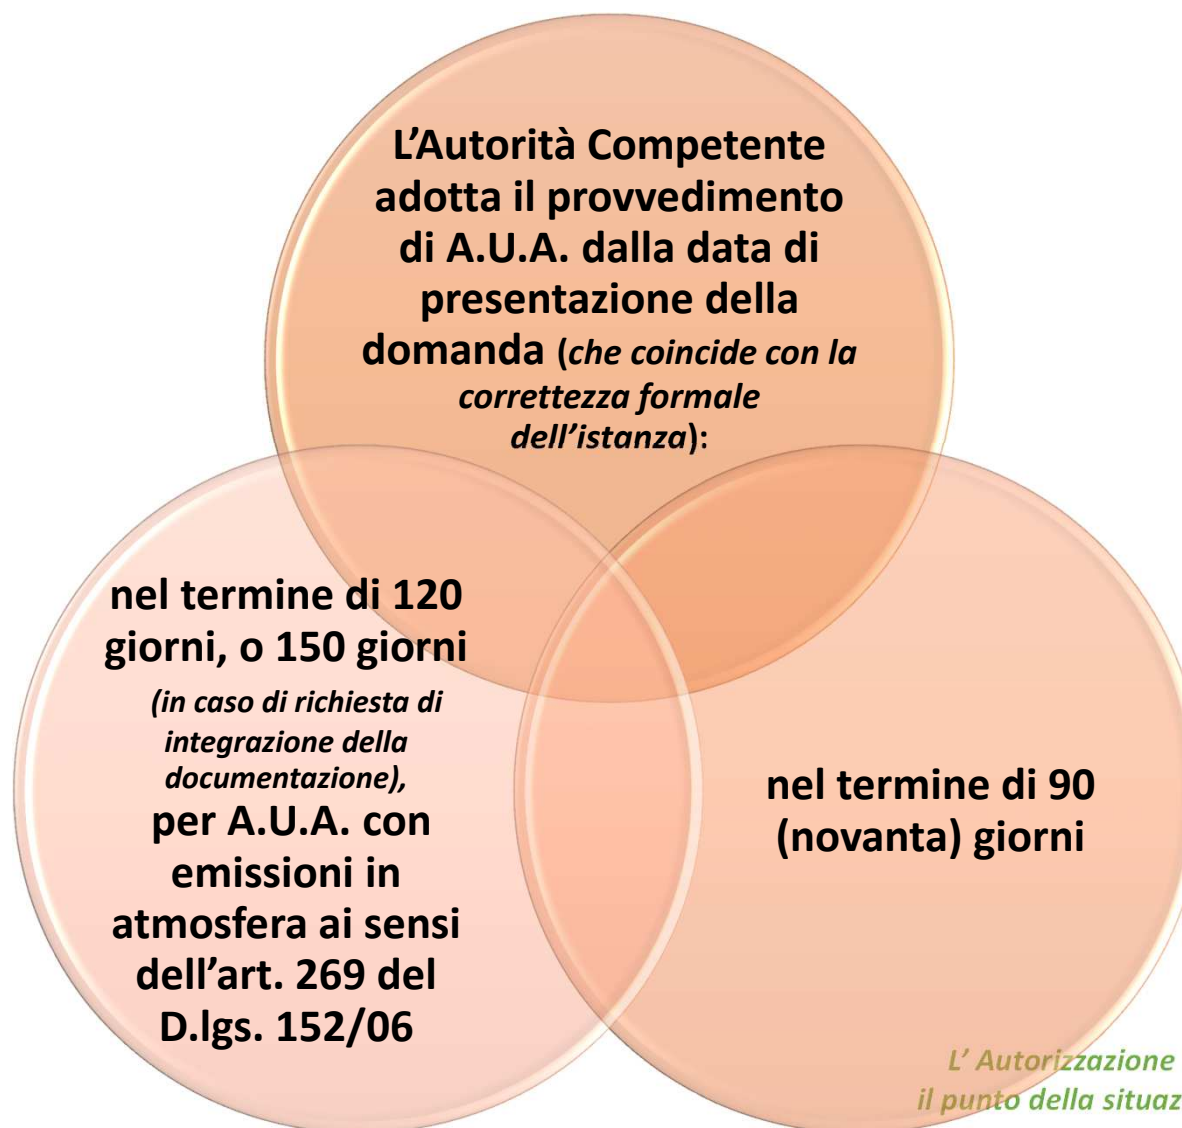 L’Autorità Competente
adotta il provvedimento
di A.U.A. dalla data di
presentazione della
domanda (che coincide con la
correttezza formale
dell’istanza):
nel termine di 120
giorni, o 150 giorni
(in caso di richiesta di
integrazione della
documentazione),
per A.U.A. con
emissioni in
atmosfera ai sensi
dell’art. 269 del
D.lgs. 152/06
nel termine di 90
(novanta) giorni
L’ Autorizzazione
il punto della situaz